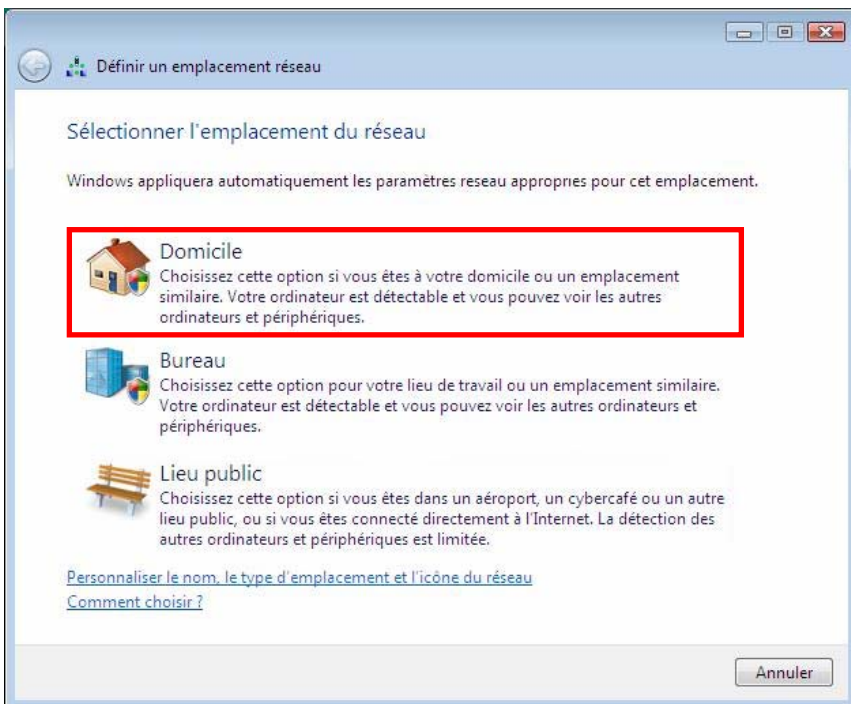 Définir un emplacement réseau
Sélectionner l'emplacement du réseau
Windows appliquera automatiquement les paramètres reseau appropries pour cet emplacement.
Domicile
Choisissez cette option si vous êtes à votre domicile ou un emplacement
similaire. Votre ordinateur est détectable et vous pouvez voir les autres
ordinateurs et périphériques.
Bureau
Choisissez cette option pour votre lieu de travail ou un emplacement similaire.
Votre ordinateur est détectable et vous pouvez voir les autres ordinateurs et
périphériques.
Lieu public
Choisissez cette option si vous êtes dans un aéroport, un cybercafé ou un autre
lieu public, ou si vous êtes connecté directement à l'Internet. La détection des
autres ordinateurs et périphériques est limitée.
Personnaliser le nom, le type d'emplacement et l'icône du réseau
Comment choisir ?
Annuler